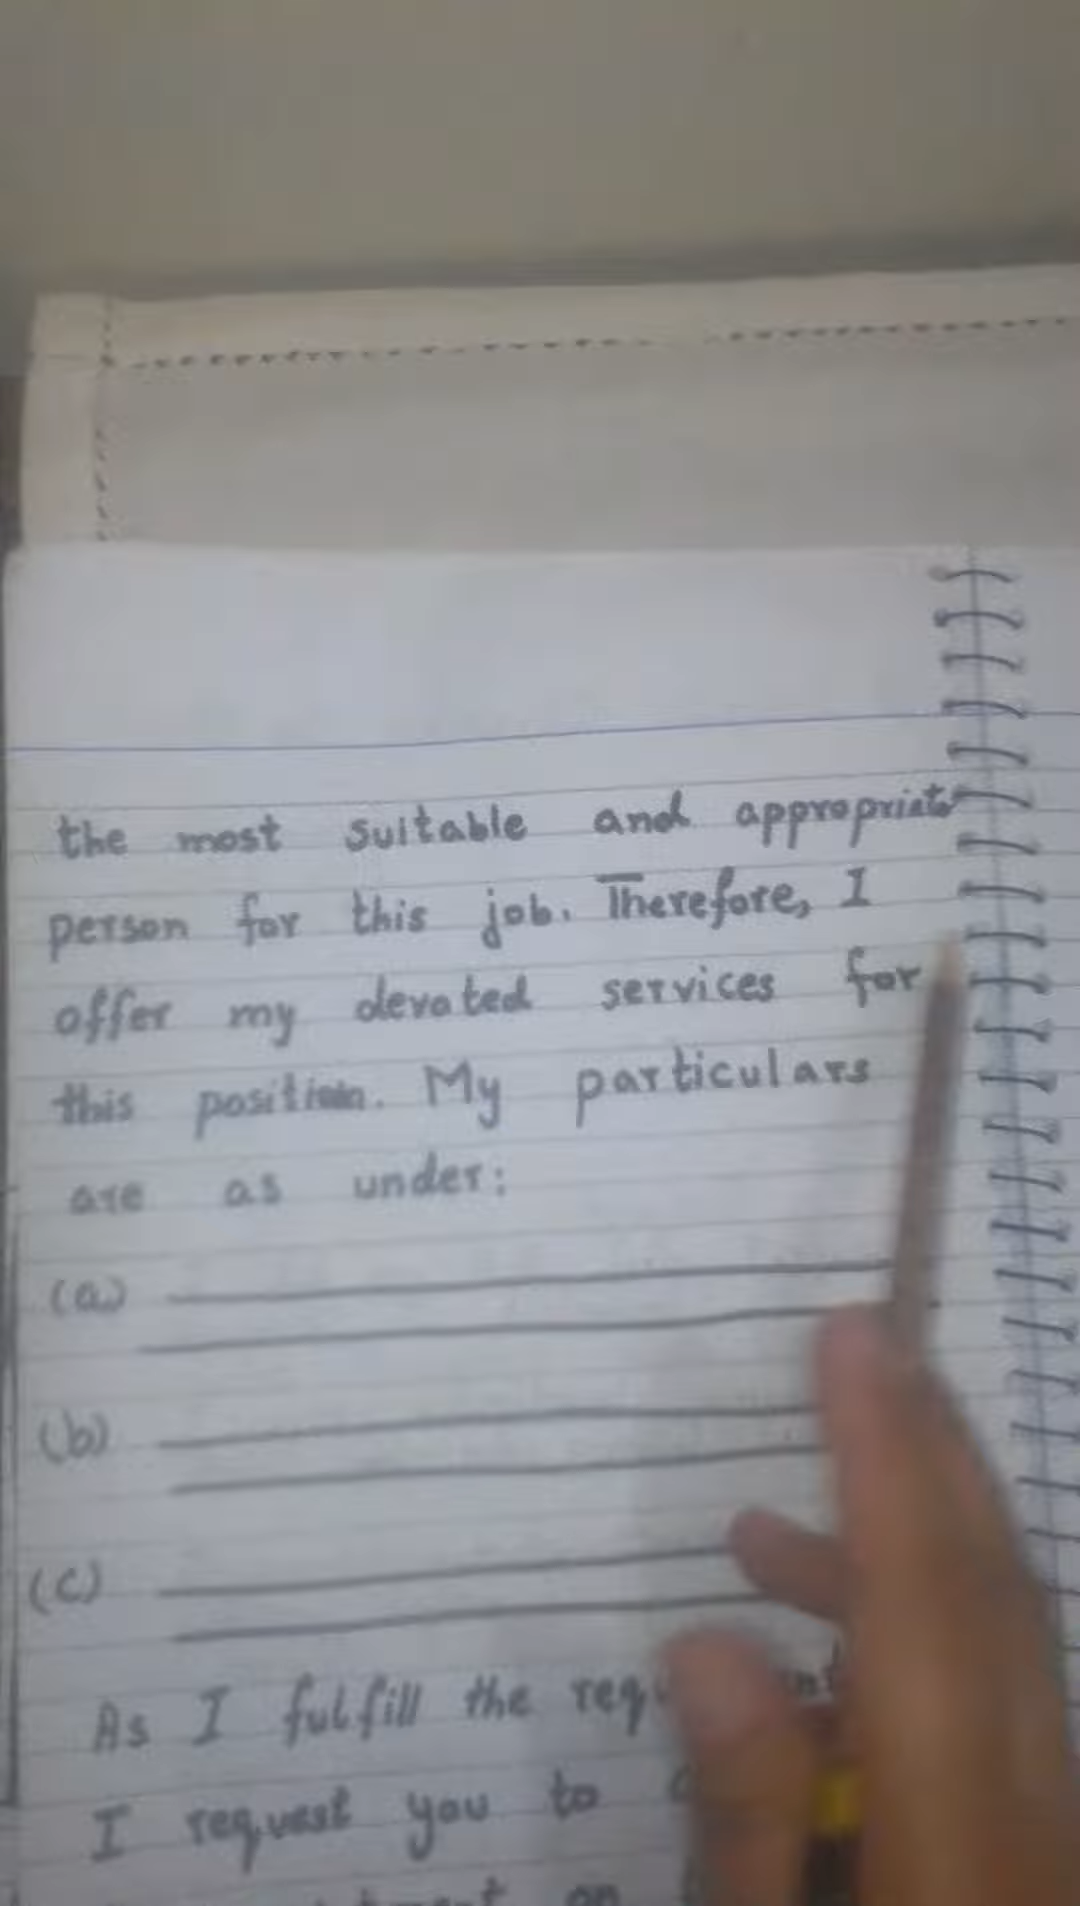 the most suitable and appropriate
person for this job. Therefore, I
offer my devoted services for
this position. My particulars
are as under:
(a)
(b)
(c)
As I fulfill the
I request you to
on